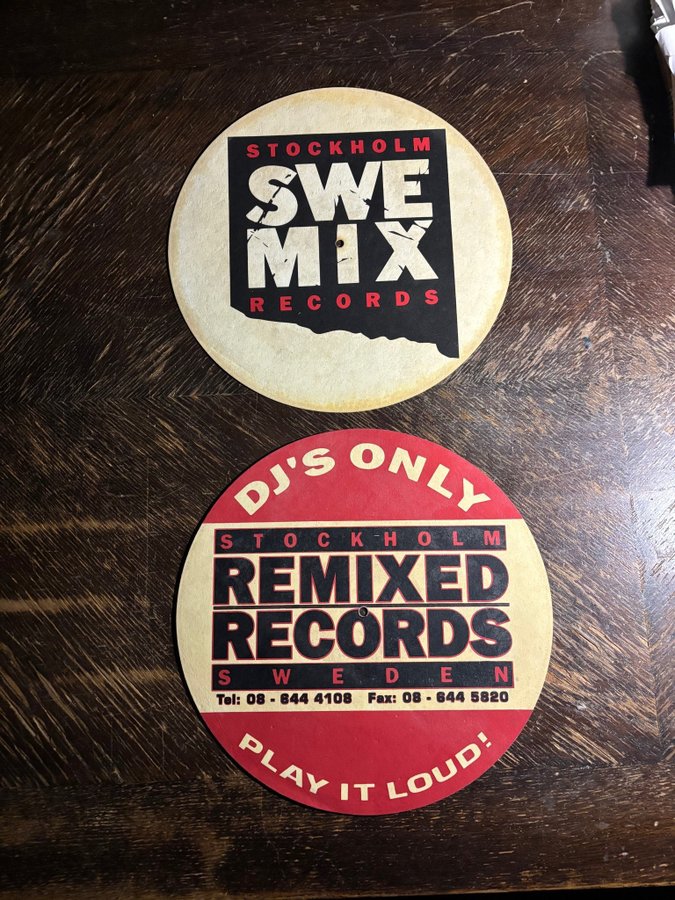 STOCKHOLM
SWE
MIX
RECORDS
DJ'S ONLY
STOCKHOLM
REMIXED
RECORDS
SWEDEN
Tel: 08 - 644 4108 Fax: 08 - 644 5820
PLAY IT LOUD!